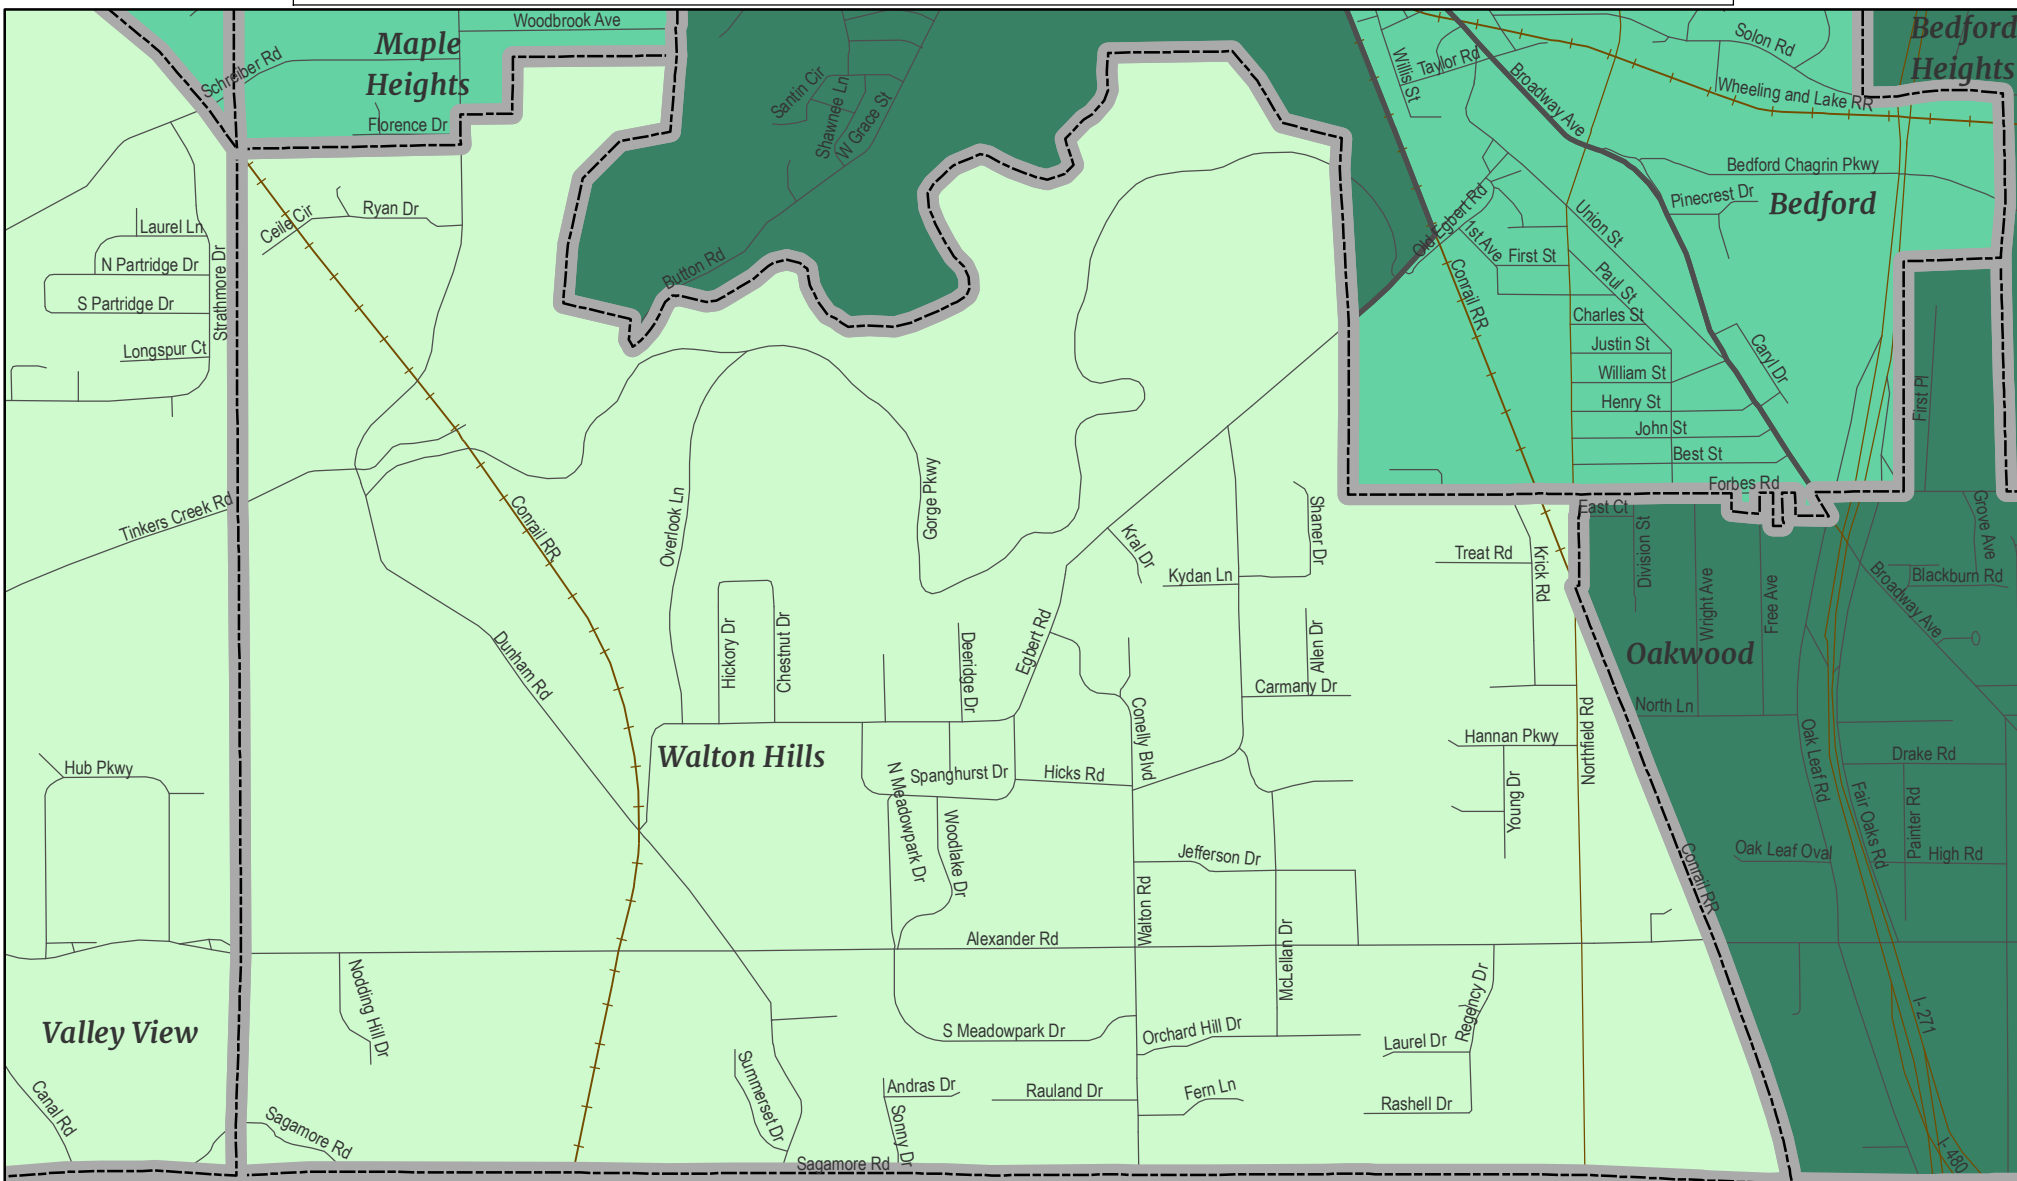 Woodbrook Ave
Maple
Heights
Schreiber Rd
Florence Dr
Santin Cir
Shawnee Ln
W Grace St
Button Rd
Willis St
Taylor Rd
Broadway Ave
Solon Rd
Wheeling and Lake RR
Bedford
Heights
Bedford Chagrin Pkwy
Pinecrest Dr
Bedford
Old Egbert Rd
1st Ave
First St
Union St
Paul St
Conrail RR
Charles St
Justin St
William St
Henry St
John St
Best St
Caryl Dr
Forbes Rd
First Pl
Laurel Ln
N Partridge Dr
S Partridge Dr
Longspur Ct
Strathmore Dr
Ceile Cir
Ryan Dr
Tinkers Creek Rd
Conrail RR
Overlook Ln
Gorge Pkwy
Dunham Rd
Hickory Dr
Chestnut Dr
Deeridge Dr
Egbert Rd
Kral Dr
Kydan Ln
Shaner Dr
Allen Dr
Carmany Dr
Treat Rd
Krick Rd
East Ct
Division St
Wright Ave
Free Ave
Grove Ave
Blackburn Rd
Broadway Ave
Oakwood
North Ln
Northfield Rd
Hannan Pkwy
Young Dr
Oak Leaf Rd
Fair Oaks Rd
Drake Rd
Painter Rd
High Rd
Oak Leaf Oval
Conrail RR
Walton Hills
Hub Pkwy
N Meadowpark Dr
Spanghurst Dr
Woodlake Dr
Hicks Rd
Conelly Blvd
Jefferson Dr
Walton Rd
Alexander Rd
McLellan Dr
Nodding Hill Dr
Valley View
Canal Rd
Sagamore Rd
Summerset Dr
S Meadowpark Dr
Orchard Hill Dr
Regency Dr
Laurel Dr
Andras Dr
Sonny Dr
Rauland Dr
Fern Ln
Rashell Dr
Sagamore Rd
I- 271
I- 480